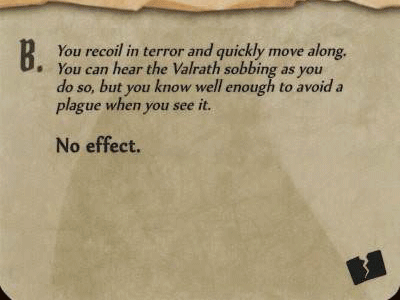 B. You recoil in terror and quickly move along.
You can hear the Valrath sobbing as you
do so, but you know well enough to avoid a
plague when you see it.
No effect.